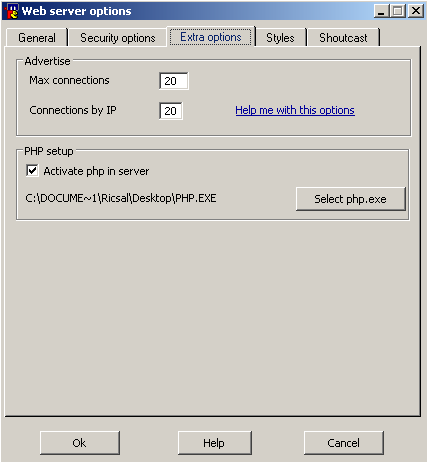 Web server options
General Security options Extra options Styles Shoutcast
Advertise
Max connections 20
Connections by IP 20 Help me with this options
PHP setup
Activate php in server
C:\DOCUME~1\Ricsal\Desktop\PHP.EXE Select php.exe
Ok Help Cancel